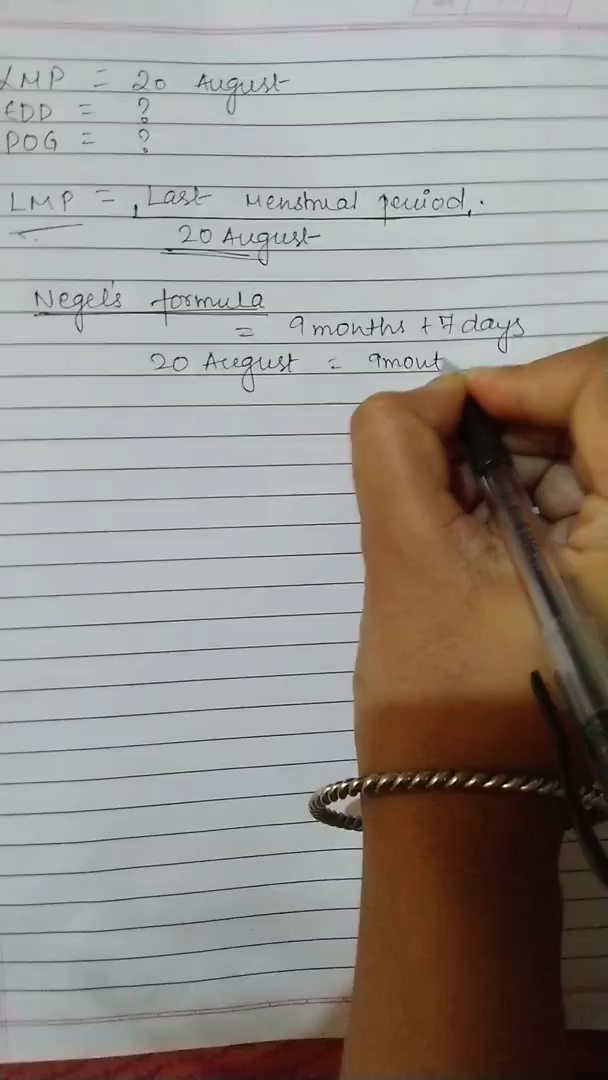 LMP = 20 August
EDD = ?
POG = ?
LMP = , Last Menstrual period.
20 August
Negel's formula
= 9 months + 7 days
20 August = 9mont